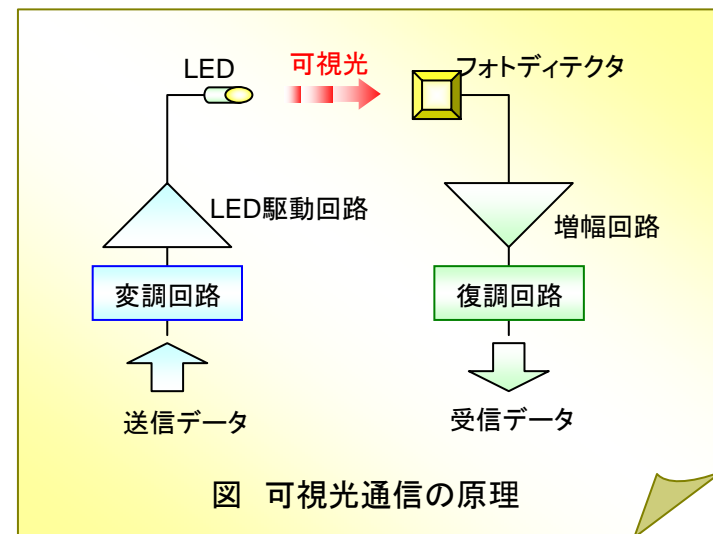 LED
可視光
フォトディテクタ
LED駆動回路
増幅回路
変調回路
復調回路
送信データ
受信データ
図 可視光通信の原理